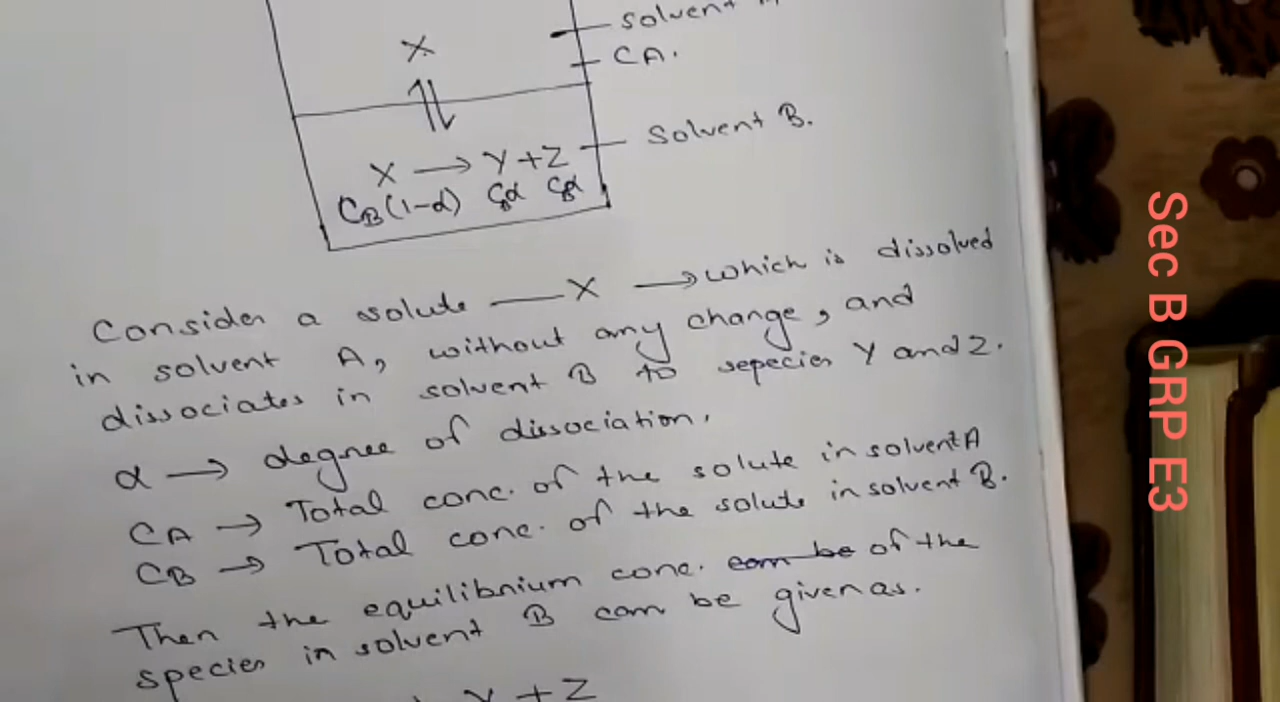 solvent
X
CA.
Solvent B.
X → Y + Z
CB(1-α) CBα CBα
Consider a solute — X → which is dissolved
in solvent A, without any change, and
dissociates in solvent B to sepecies Y and Z.
α → degree of dissociation.
CA → Total conc. of the solute in solvent A
CB → Total conc. of the solute in solvent B.
Then the equilibrium conc. can be of the
species in solvent B can be given as.
Y + Z
Sec B GRP E3